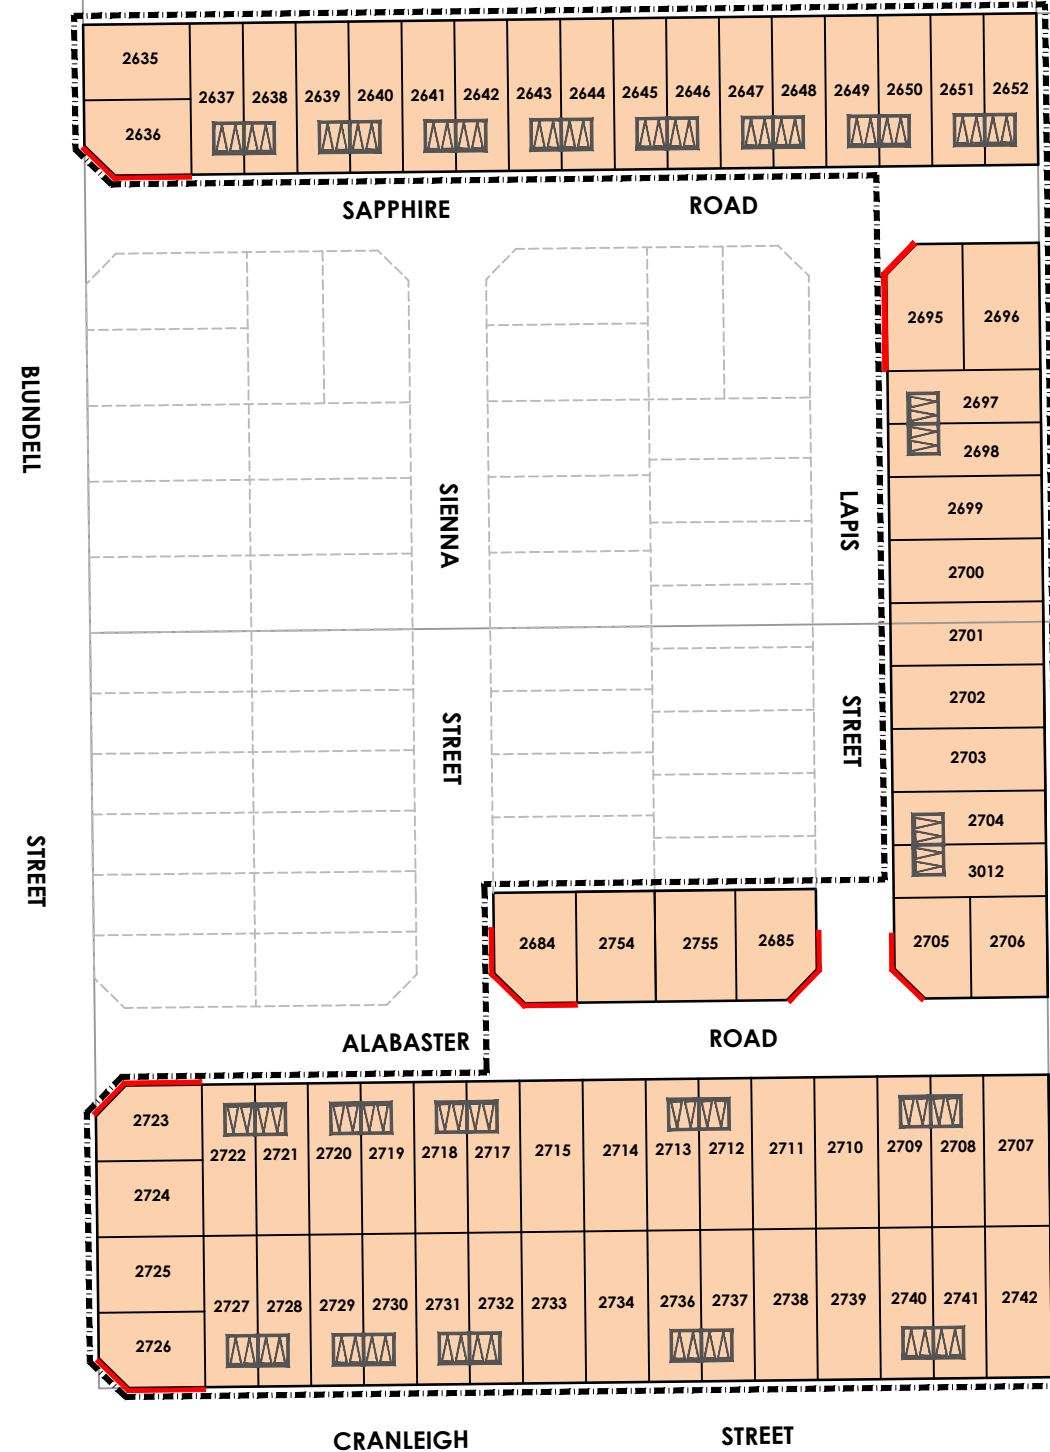 2635
2636
2637 2638 2639 2640 2641 2642 2643 2644 2645 2646 2647 2648 2649 2650 2651 2652
SAPPHIRE ROAD
BLUNDELL STREET
SIENNA STREET
LAPIS STREET
2695 2696
2697
2698
2699
2700
2701
2702
2703
2704
3012
2705 2706
2684 2754 2755 2685
ALABASTER ROAD
2723
2724
2722 2721 2720 2719 2718 2717 2715 2714 2713 2712 2711 2710 2709 2708 2707
2725
2726
2727 2728 2729 2730 2731 2732 2733 2734 2736 2737 2738 2739 2740 2741 2742
CRANLEIGH STREET